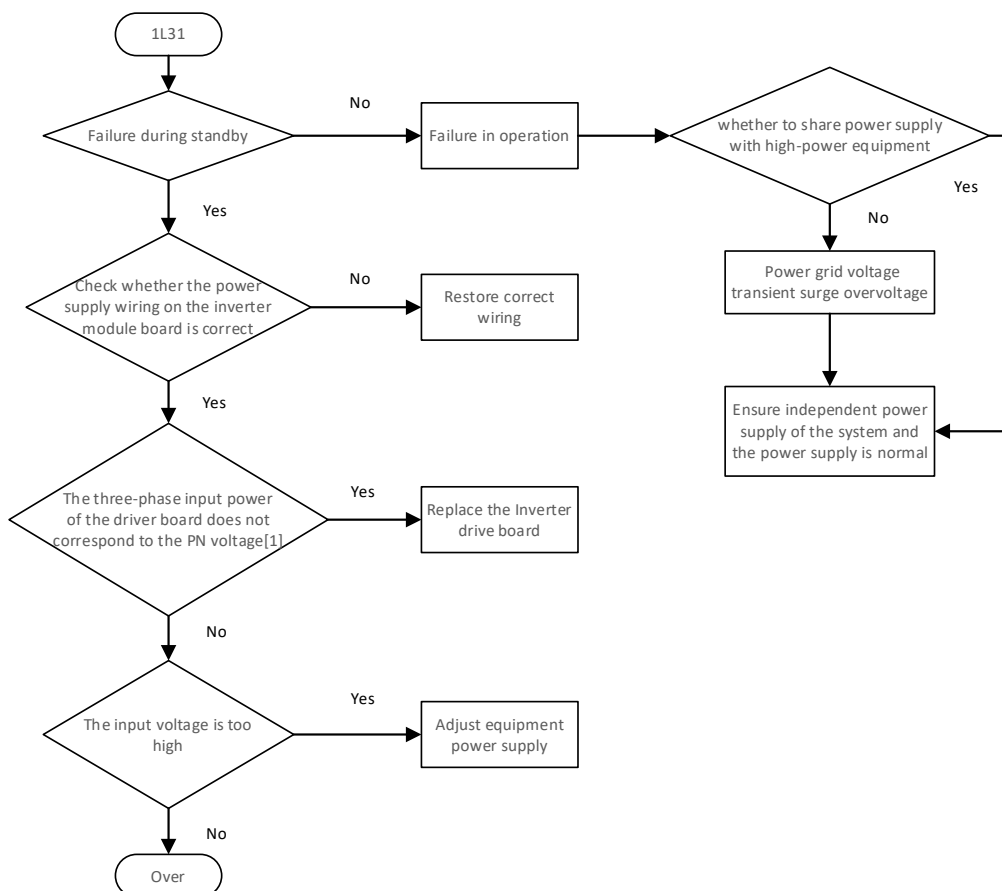 1L31
Failure during standby
No
Failure in operation
whether to share power supply
with high-power equipment
Yes
Yes
No
Check whether the power
supply wiring on the inverter
module board is correct
No
Restore correct
wiring
Power grid voltage
transient surge overvoltage
Yes
Ensure independent power
supply of the system and
the power supply is normal
The three-phase input power
of the driver board does not
correspond to the PN voltage[1]
Yes
Replace the Inverter
drive board
No
The input voltage is too
high
Yes
Adjust equipment
power supply
No
Over